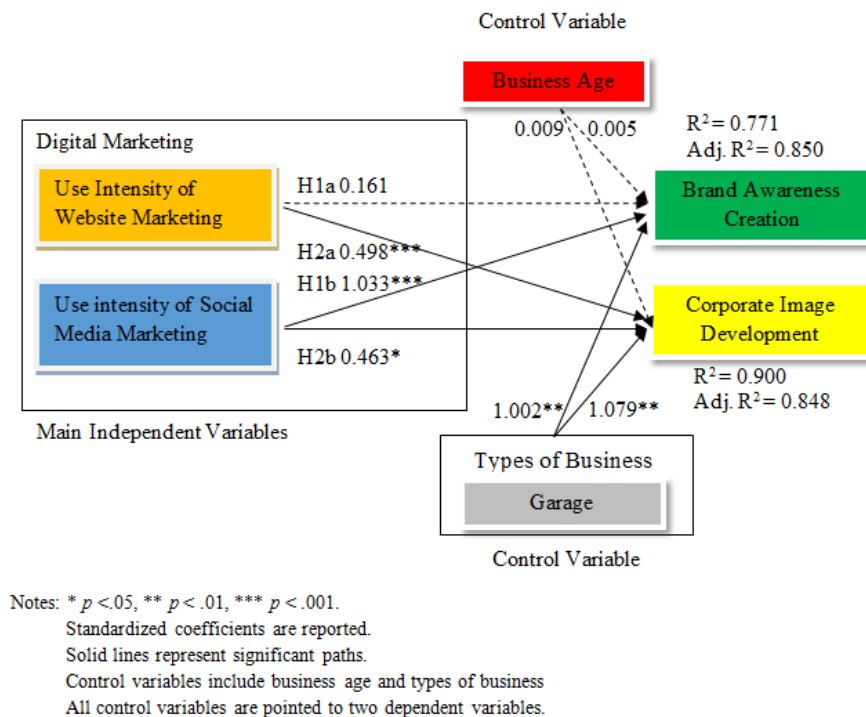 Control Variable
Business Age
0.009 0.005
R² = 0.771
Adj. R² = 0.850
Digital Marketing
Use Intensity of
Website Marketing
H1a 0.161
Brand Awareness
Creation
H2a 0.498***
H1b 1.033***
Use intensity of Social
Media Marketing
Corporate Image
Development
H2b 0.463*
R² = 0.900
Adj. R² = 0.848
1.002** 1.079**
Main Independent Variables
Types of Business
Garage
Control Variable
Notes: * p <.05, ** p < .01, *** p < .001.
Standardized coefficients are reported.
Solid lines represent significant paths.
Control variables include business age and types of business
All control variables are pointed to two dependent variables.